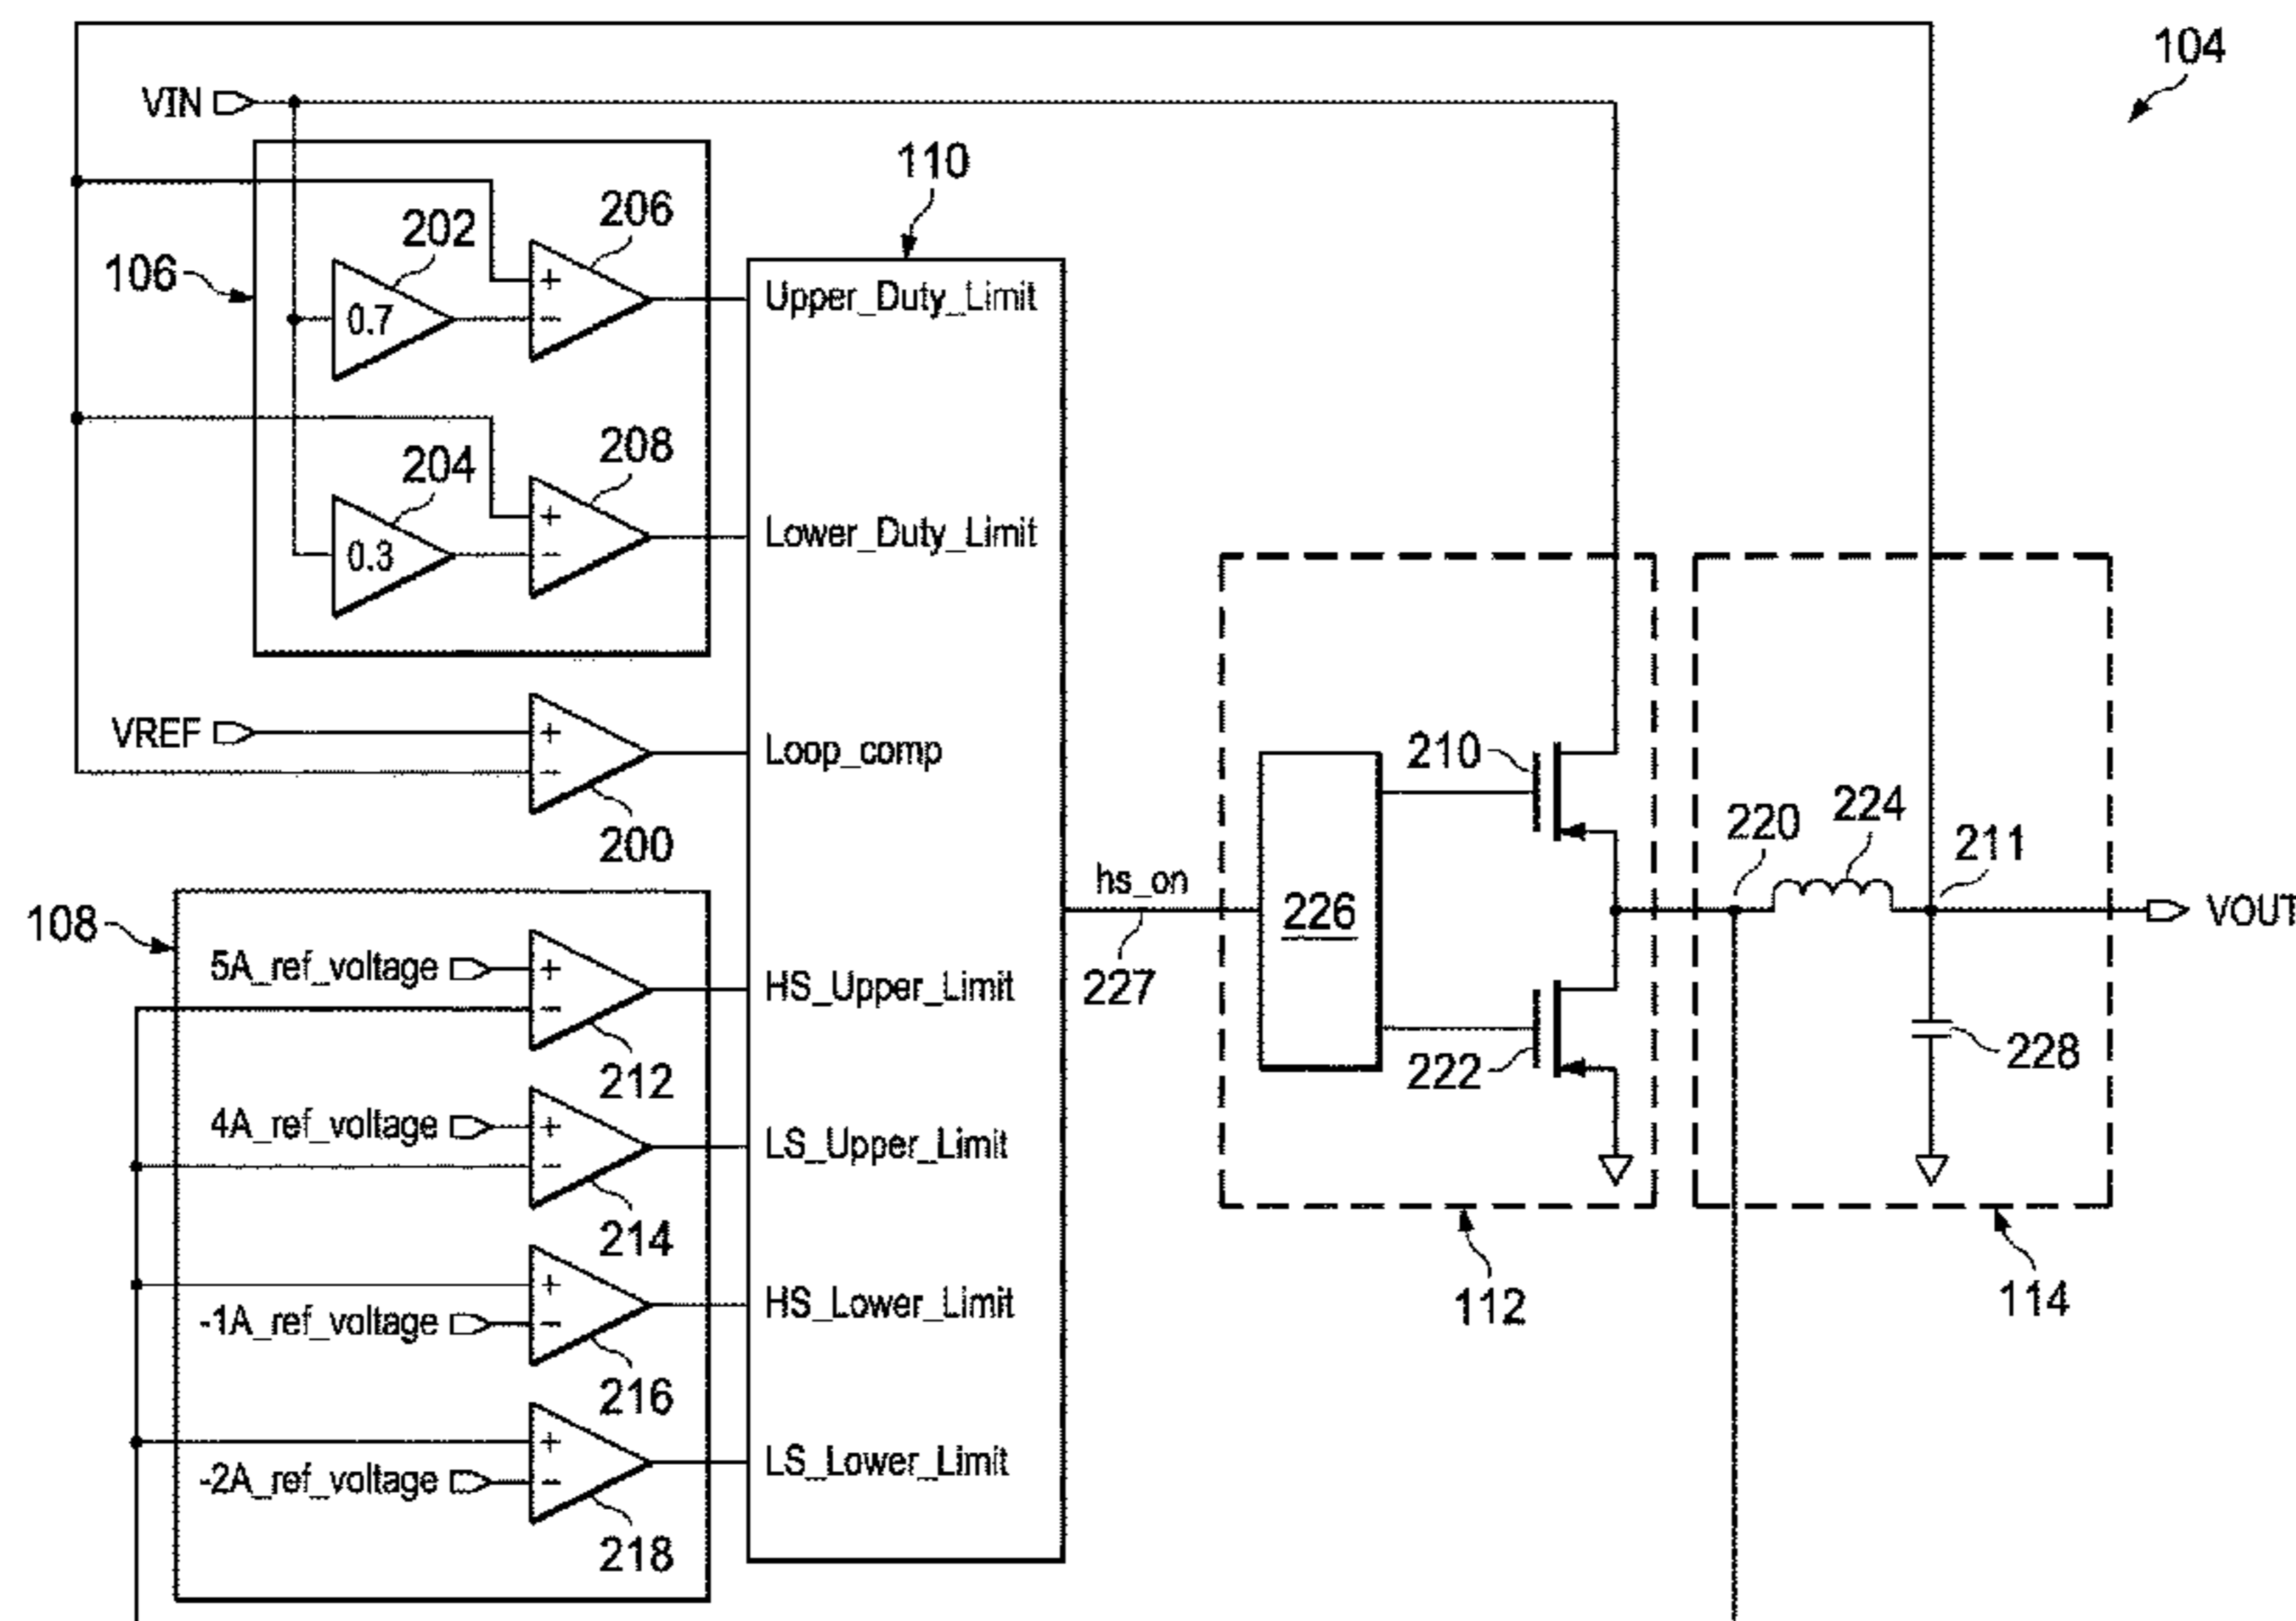 104
VIN
110
202
206
106
+
0.7
-
Upper_Duty_Limit
204
208
+
0.3
-
Lower_Duty_Limit
VREF
+
-
Loop_comp
200
210
220
224
211
hs_on
226
227
VOUT
108
5A_ref_voltage
+
-
HS_Upper_Limit
212
222
228
4A_ref_voltage
+
-
LS_Upper_Limit
214
+
-1A_ref_voltage
-
HS_Lower_Limit
216
112
114
+
-2A_ref_voltage
-
LS_Lower_Limit
218